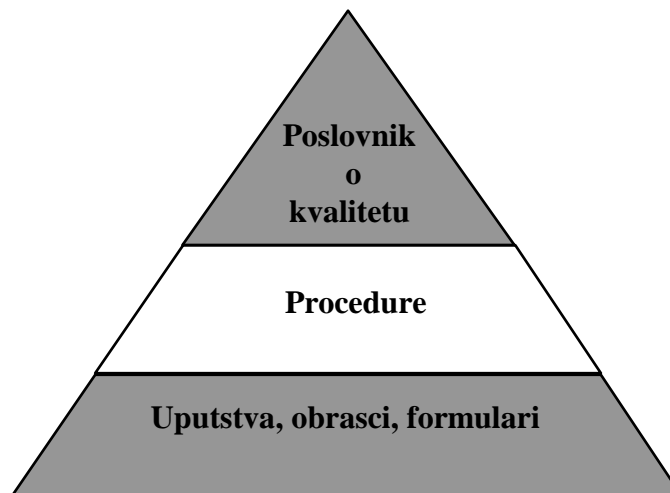 Poslovnik
o
kvalitetu
Procedure
Uputstva, obrasci, formulari